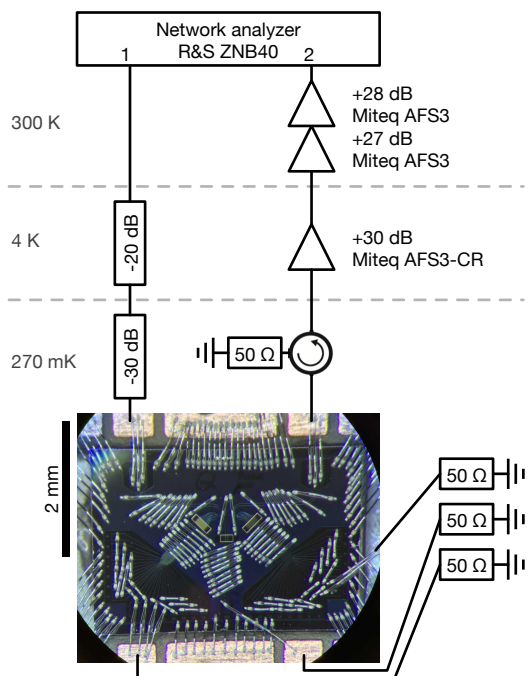 Network analyzer
R&S ZNB40
1
2
+28 dB
Miteq AFS3
+27 dB
Miteq AFS3
300 K
4 K
-20 dB
+30 dB
Miteq AFS3-CR
270 mK
-30 dB
50 Ω
2 mm
50 Ω
50 Ω
50 Ω